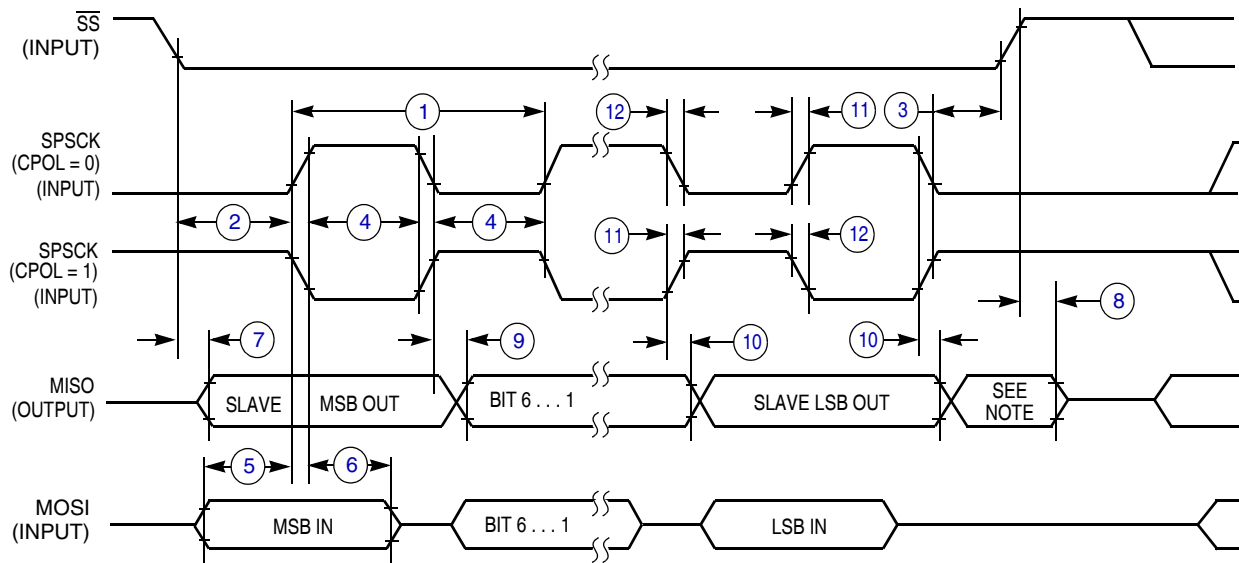 SS
(INPUT)
1
12
11
3
SPSCK
(CPOL = 0)
(INPUT)
2
4
4
SPSCK
(CPOL = 1)
(INPUT)
11
12
7
9
10
10
8
MISO
(OUTPUT)
SLAVE MSB OUT
BIT 6 . . . 1
SLAVE LSB OUT
SEE
NOTE
5
6
MOSI
(INPUT)
MSB IN
BIT 6 . . . 1
LSB IN